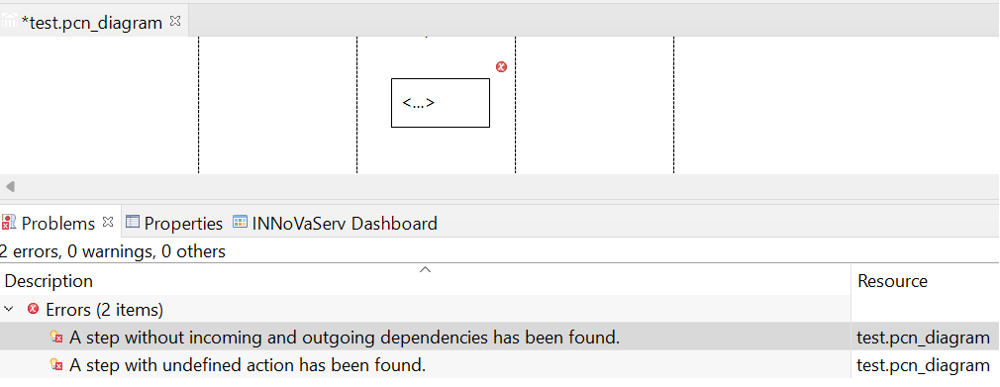 *test.pcn_diagram
<...>
Problems Properties INNoVaServ Dashboard
2 errors, 0 warnings, 0 others
Description Resource
Errors (2 items)
A step without incoming and outgoing dependencies has been found. test.pcn_diagram
A step with undefined action has been found. test.pcn_diagram